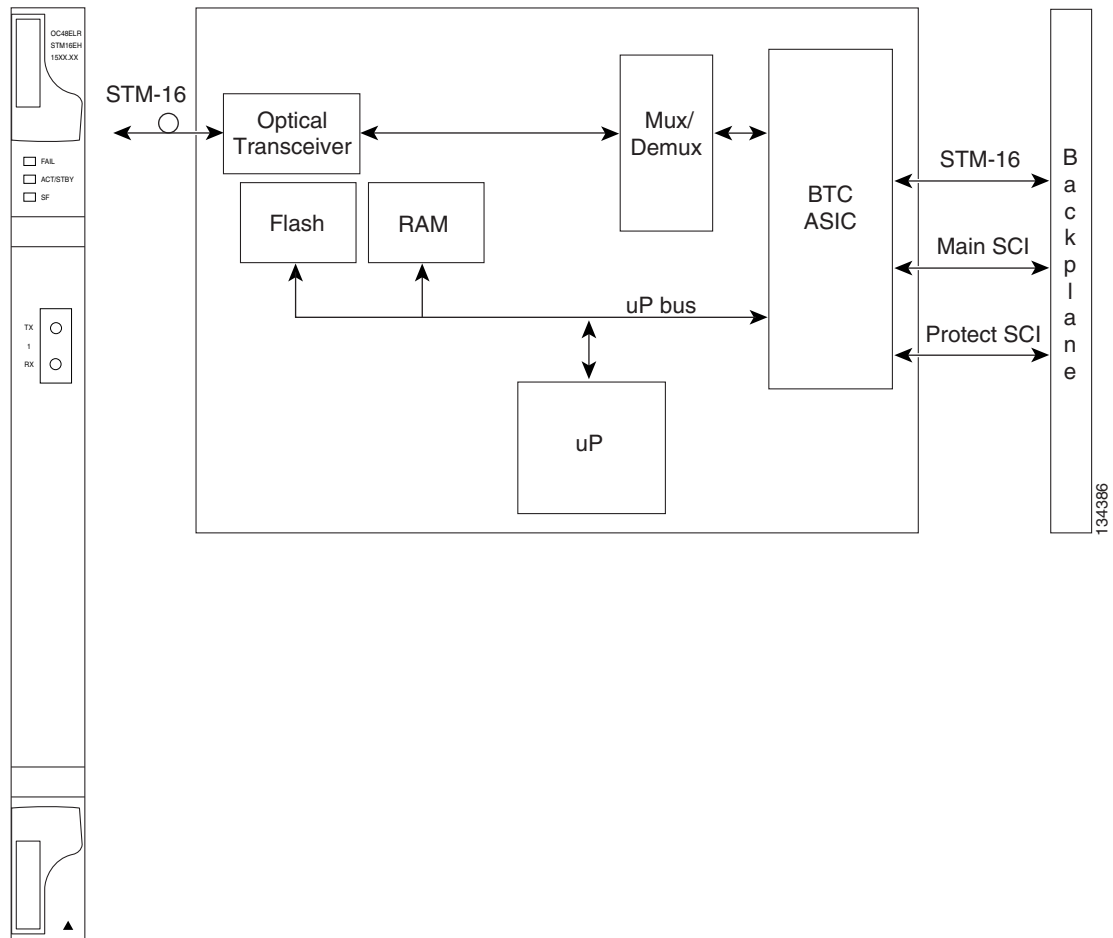 OC48ELR
STM16EH
15XX.XX
FAIL
ACT/STBY
SF
TX
1
RX
STM-16
Optical
Transceiver
Flash
RAM
uP bus
uP
Mux/
Demux
BTC
ASIC
STM-16
Main SCI
Protect SCI
Backplane
134386